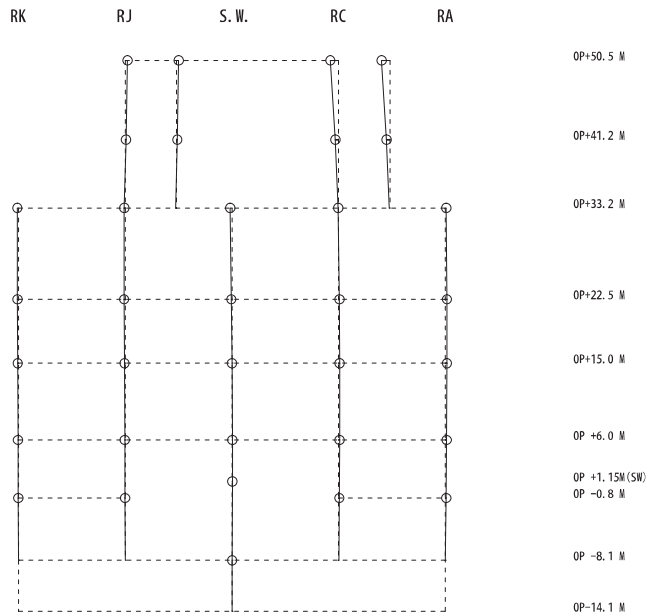 RK RJ S.W. RC RA
OP+50.5 M
OP+41.2 M
OP+33.2 M
OP+22.5 M
OP+15.0 M
OP +6.0 M
OP +1.15M(SW)
OP -0.8 M
OP -8.1 M
OP-14.1 M